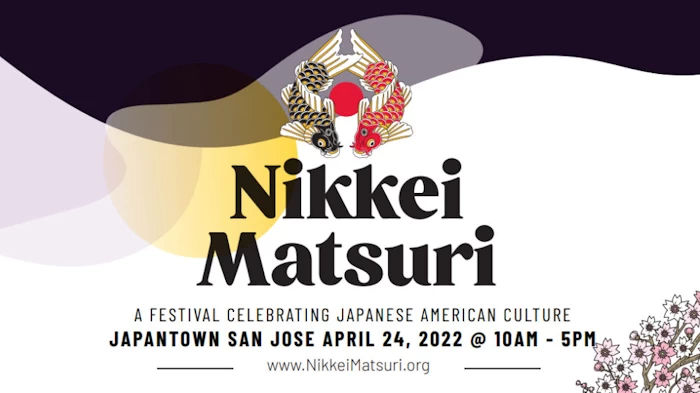 Nikkei
Matsuri
A FESTIVAL CELEBRATING JAPANESE AMERICAN CULTURE
JAPANTOWN SAN JOSE APRIL 24, 2022 @ 10AM - 5PM
www.NikkeiMatsuri.org